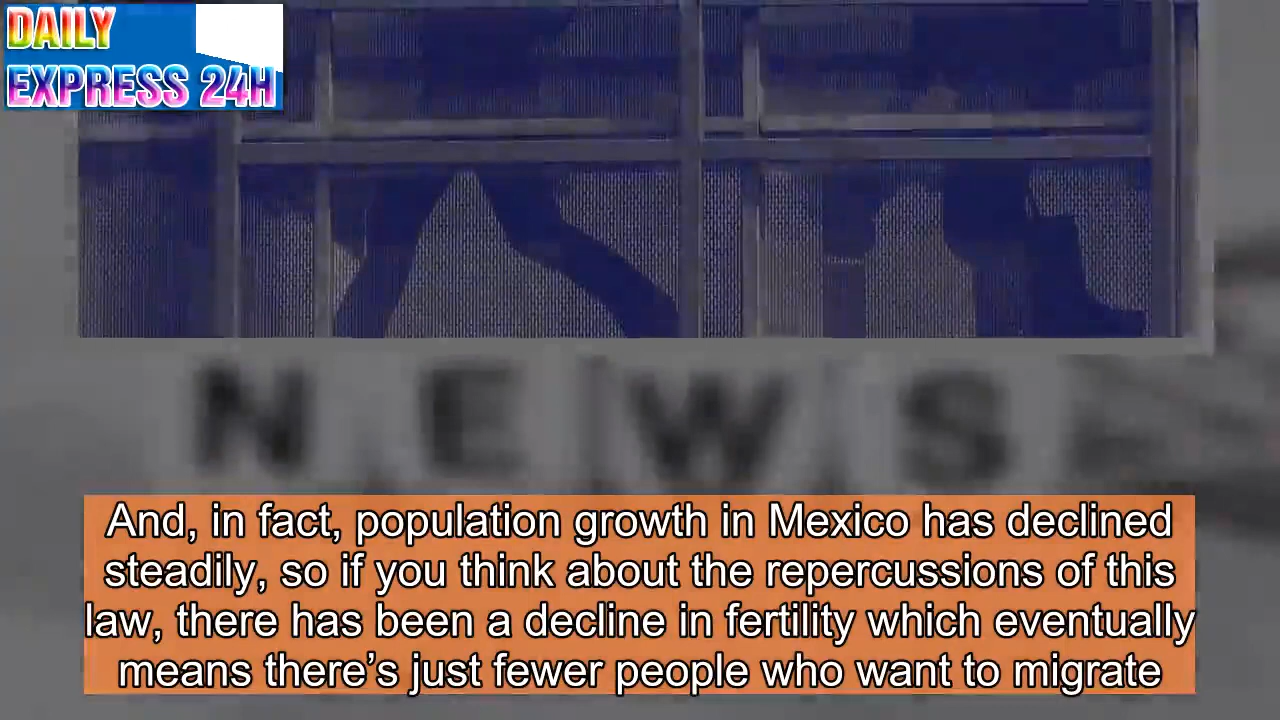 DAILY
EXPRESS 24H
N E W S
And, in fact, population growth in Mexico has declined
steadily, so if you think about the repercussions of this
law, there has been a decline in fertility which eventually
means there’s just fewer people who want to migrate